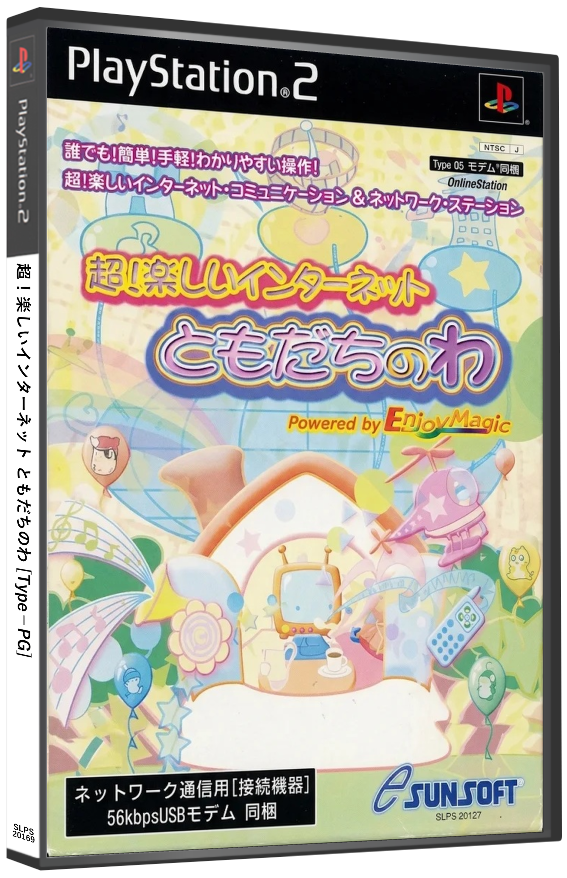 PlayStation®2
NTSC J
誰でも!簡単!手軽!わかりやすい操作!
Type 05 モデム®同梱
OnlineStation
超!楽しいインターネット・コミュニケーション & ネットワーク・ステーション
超!楽しいインターネット
ともだちのわ
Powered by EnjoyMagic
ネットワーク通信用[接続機器]
56kbpsUSBモデム 同梱
eSUNSOFT®
SLPS 20127
PlayStation®2
超!楽しいインターネット ともだちのわ [Type-PG]
SLPS
20169